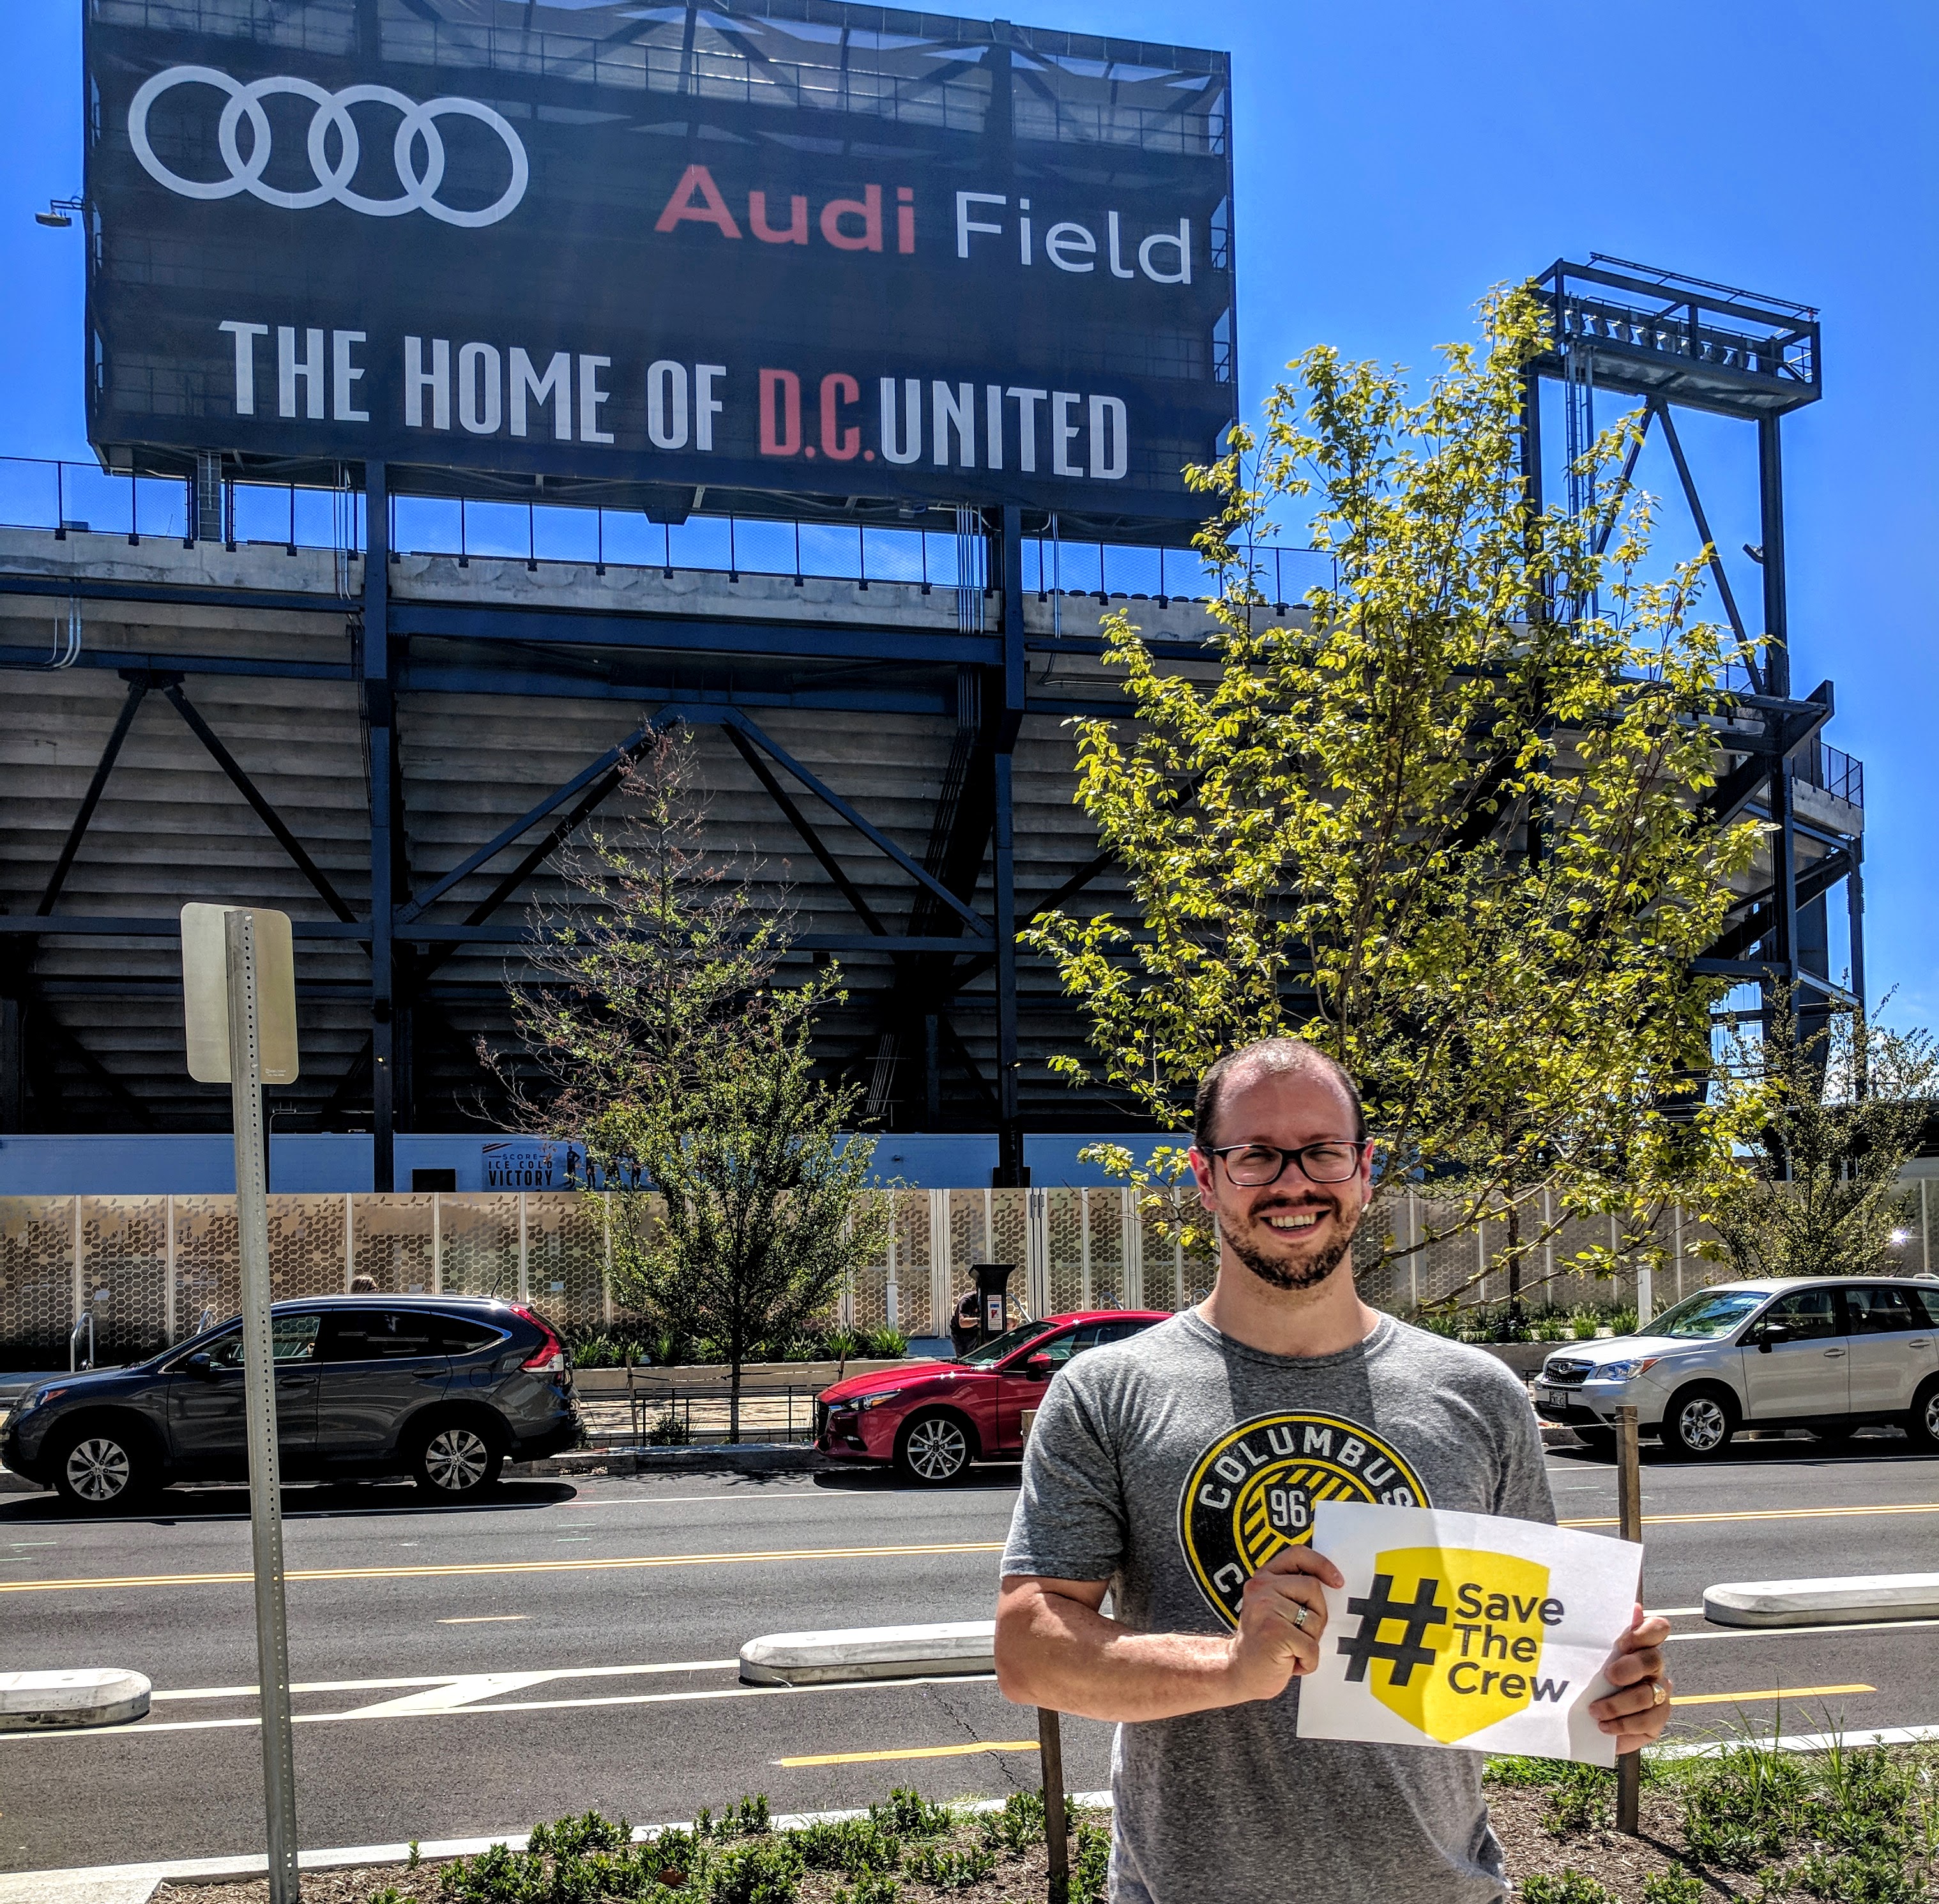 Audi Field
THE HOME OF D.C.UNITED
SCORE
ICE COLD
VICTORY
COLUMBUS
96
#Save
The
Crew